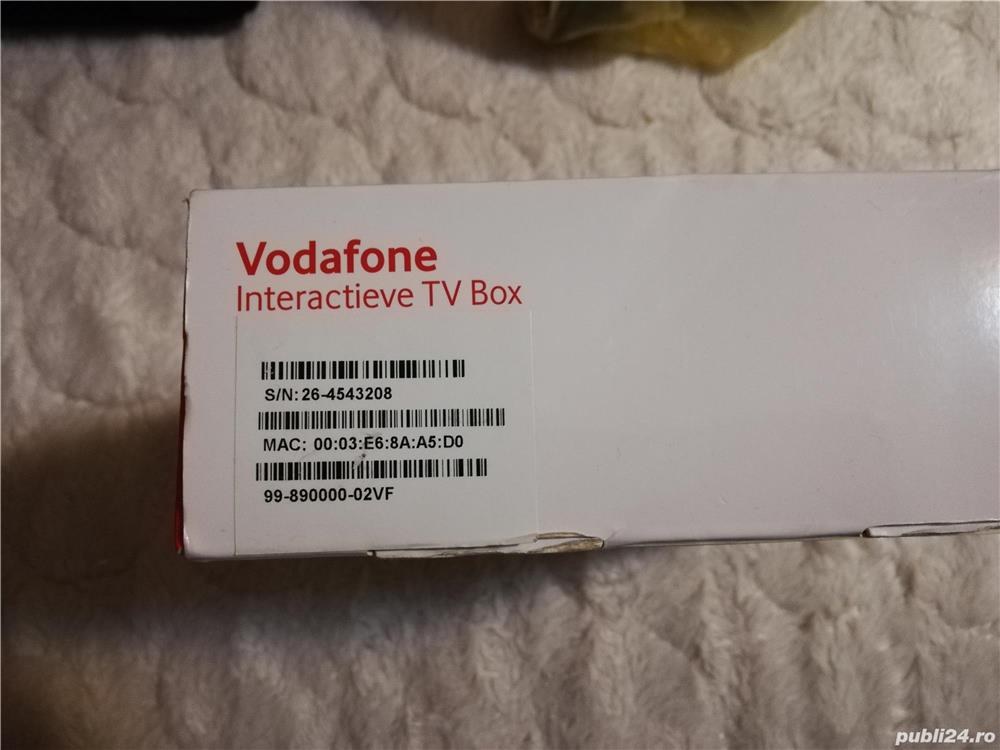 Vodafone
Interactieve TV Box
S/N: 26-4543208
MAC: 00:03:E6:8A:A5:D0
99-890000-02VF
publi24.ro